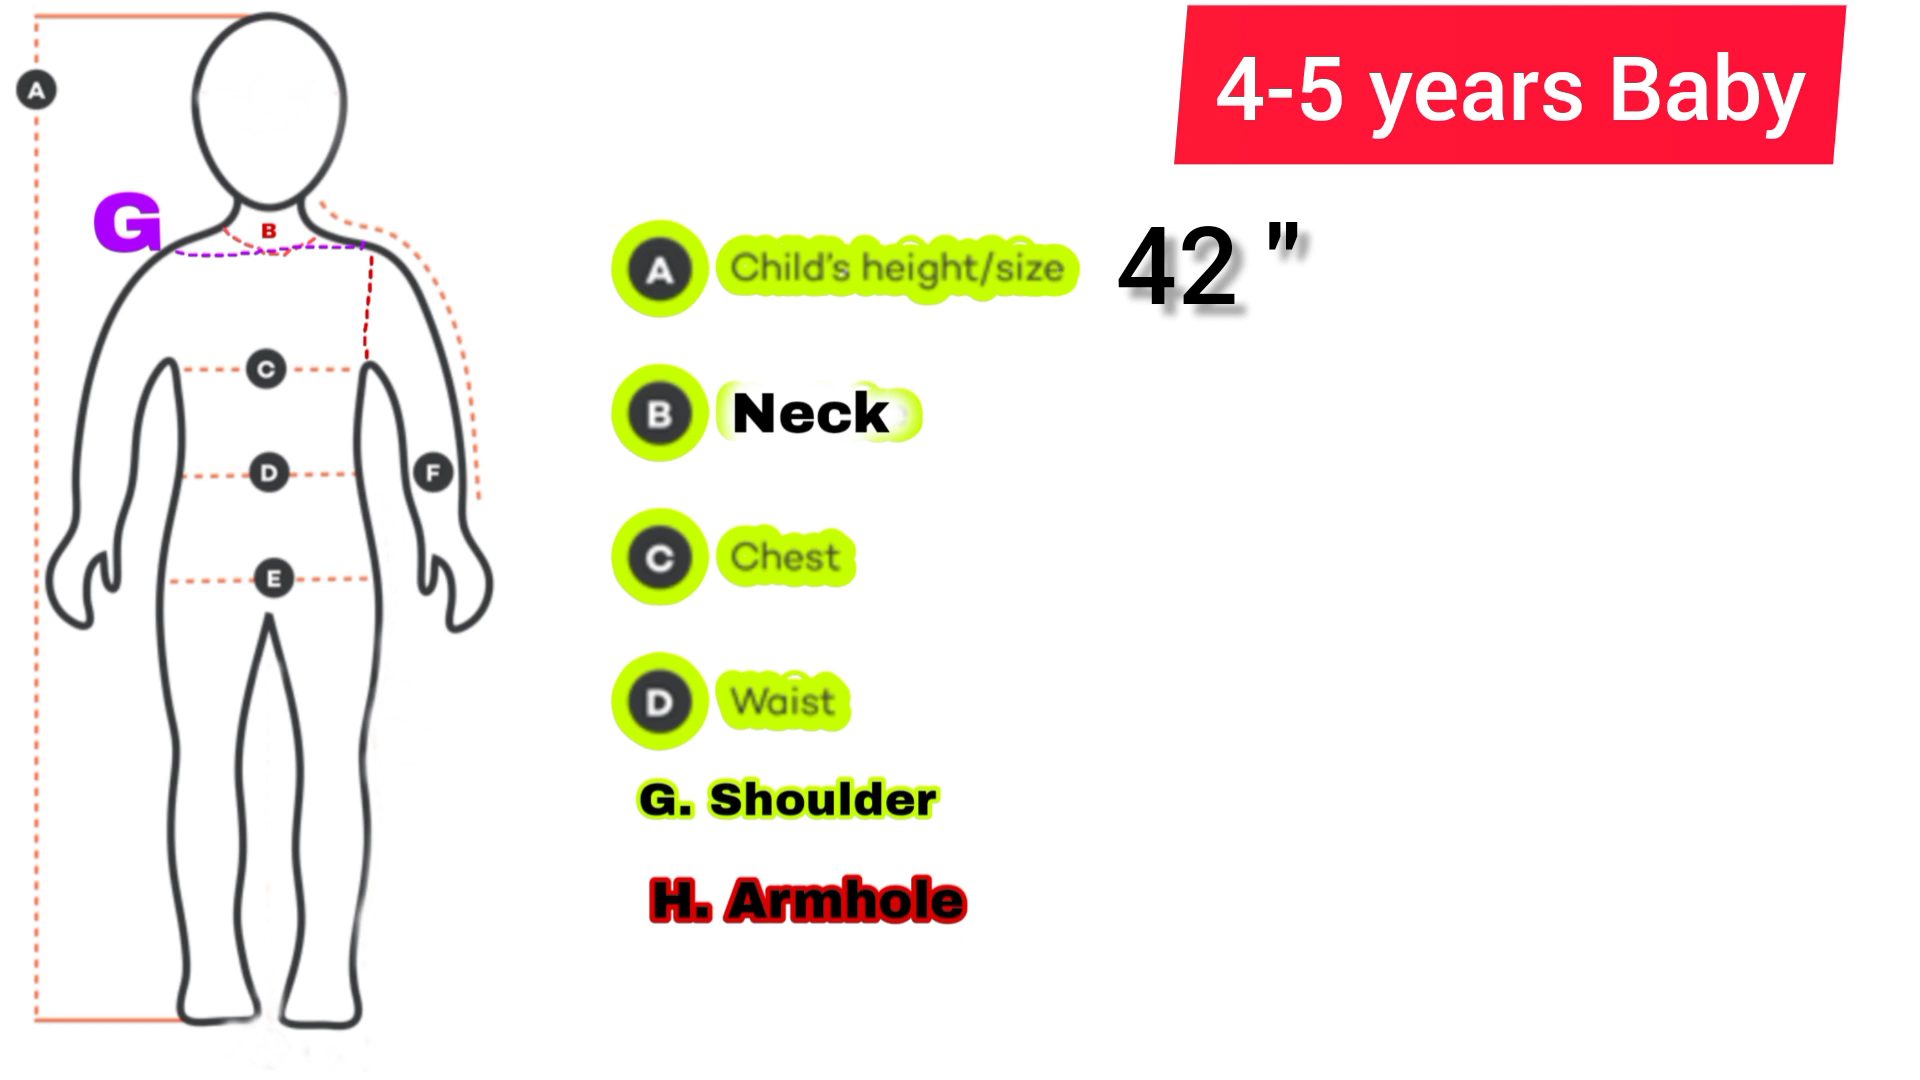 4-5 years Baby
A
G
B
C
D
F
E
A Child's height/size 42 "
B Neck
C Chest
D Waist
G. Shoulder
H. Armhole